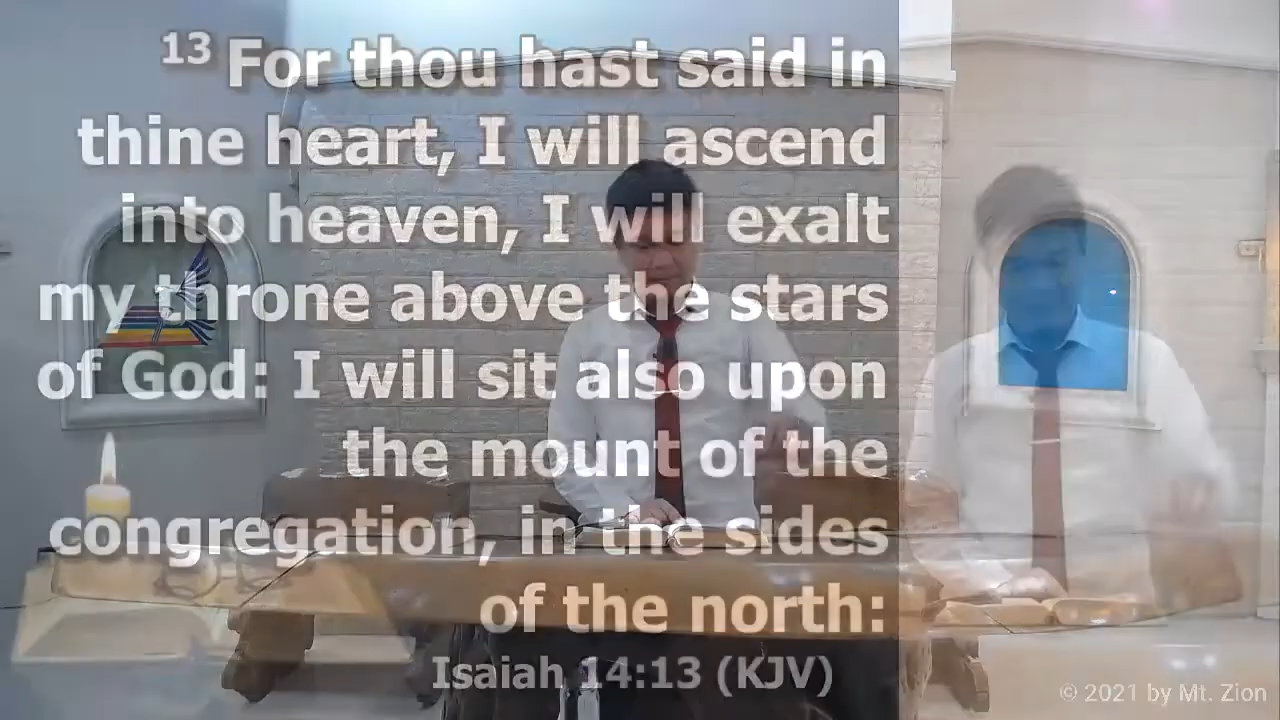 13 For thou hast said in
thine heart, I will ascend
into heaven, I will exalt
my throne above the stars
of God: I will sit also upon
the mount of the
congregation, in the sides
of the north:
Isaiah 14:13 (KJV)
© 2021 by Mt. Zion